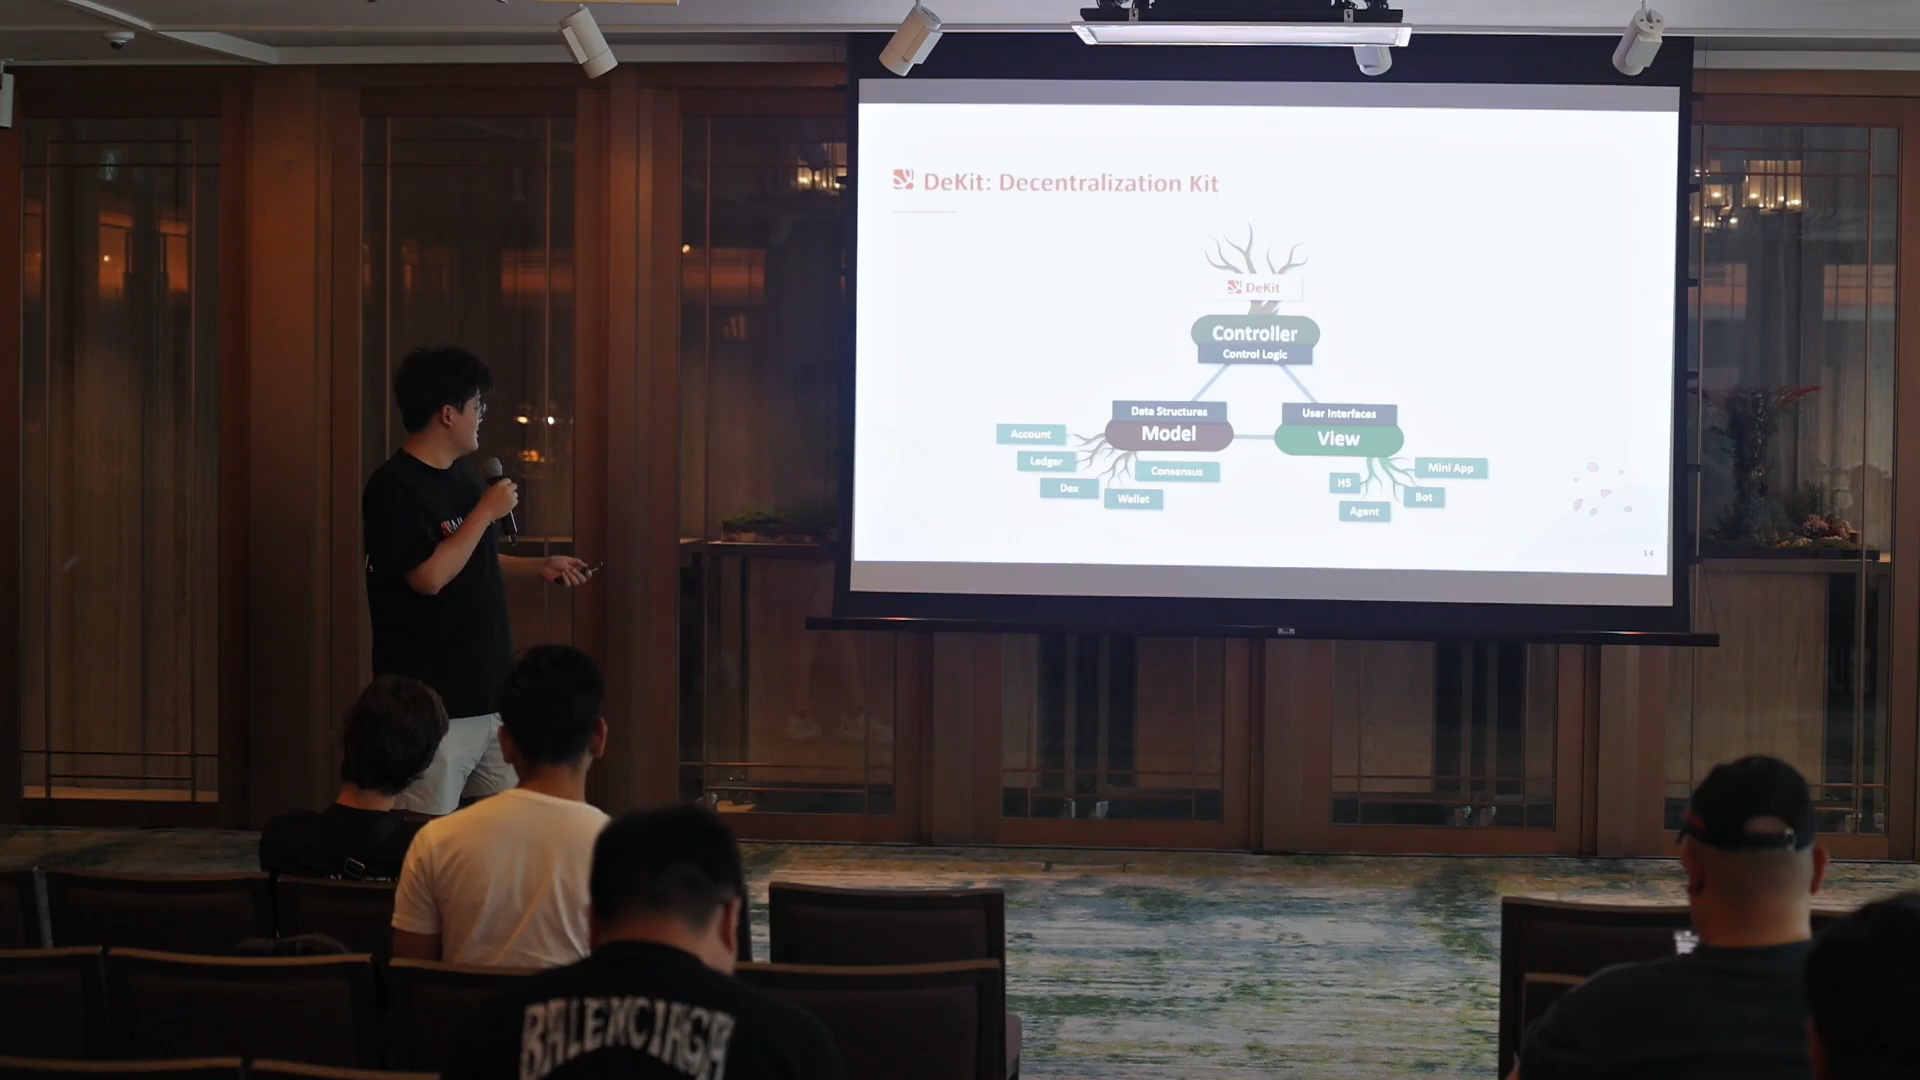 DeKit: Decentralization Kit
DeKit
Controller
Control Logic
Data Structures
Model
User Interfaces
View
Account
Ledger
Dex
Wallet
Consensus
H5
Agent
Bot
Mini App
14
BALENCIAGA